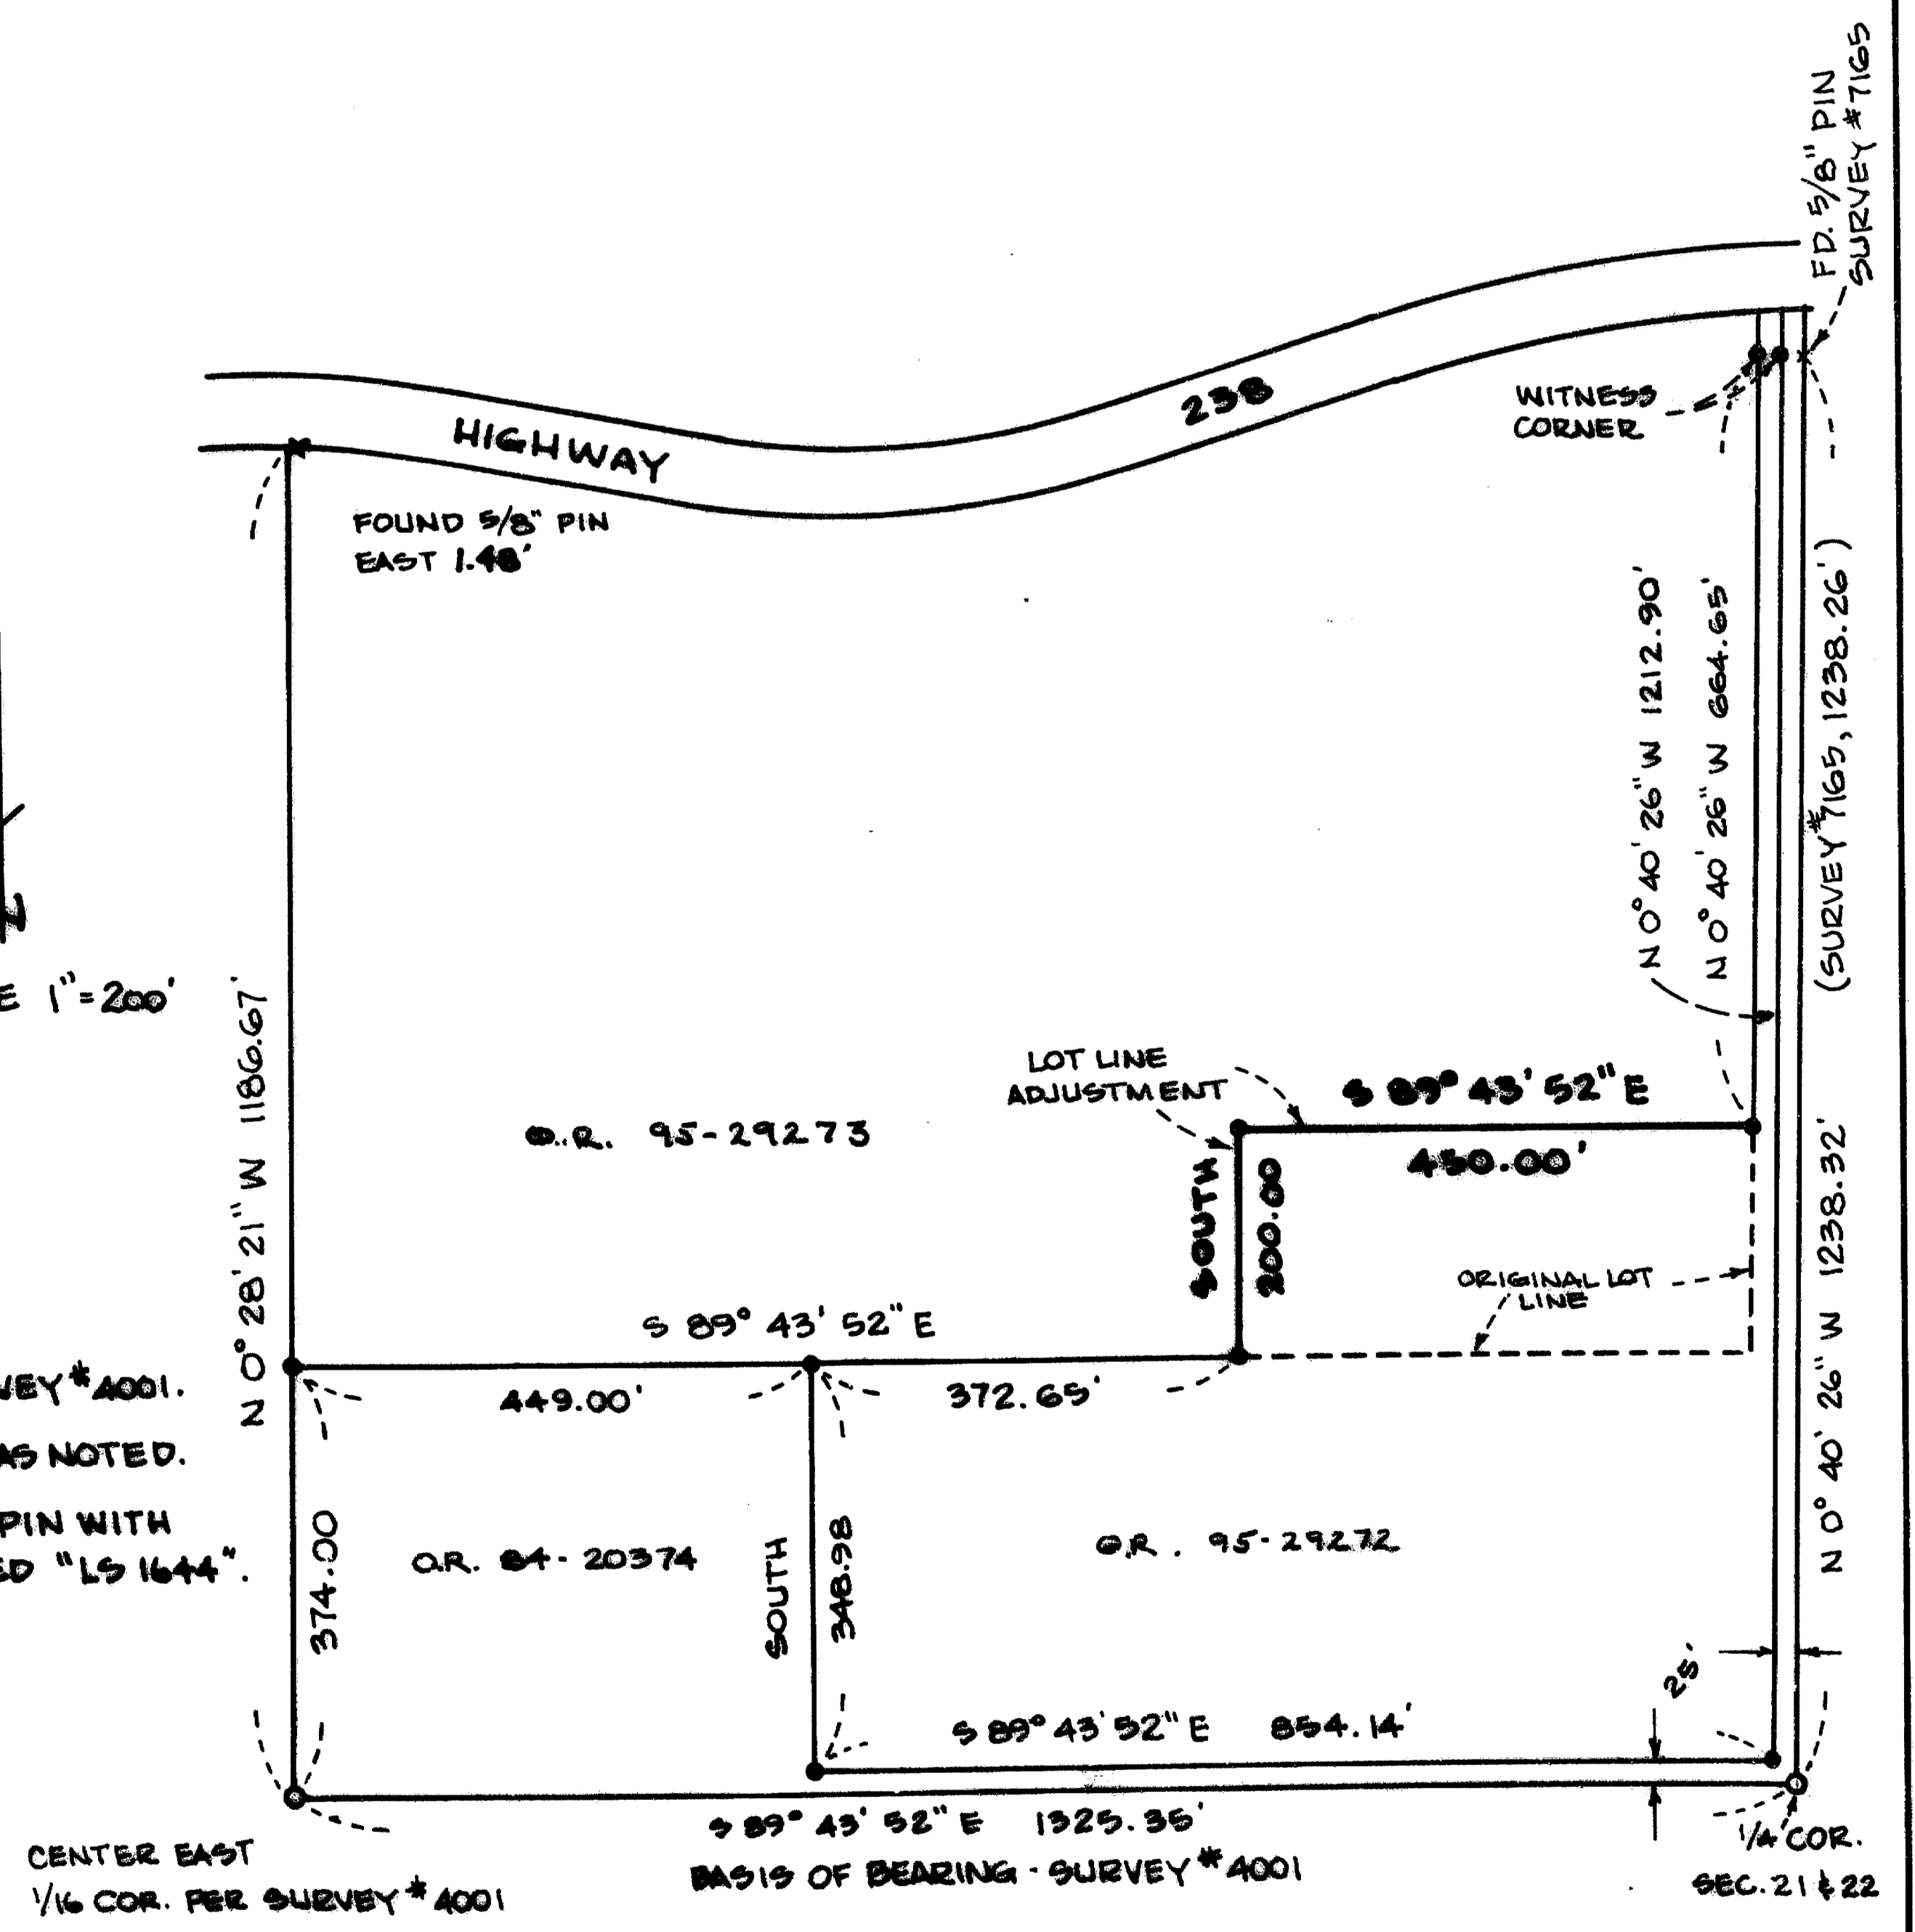 FD. 5/8" PIN
SURVEY #7165
HIGHWAY
238
WITNESS
CORNER
FOUND 5/8" PIN
EAST 1.48'
N 0° 40' 26" W 1212.90'
N 0° 40' 26" W 664.65'
(SURVEY #7165, 1238.26')
1"=200'
N 0° 28' 21" W 1186.67'
LOT LINE
ADJUSTMENT
S 89° 43' 52" E
450.00'
O.R. 95-29273
SOUTH
200.00
ORIGINAL LOT
LINE
N 0° 40' 26" W 1238.32'
S 89° 43' 52" E
449.00'
372.65'
VEY #4001.
AS NOTED.
PIN WITH
ED "LS 1644".
374.00
O.R. 84-20374
SOUTH
348.98
O.R. 95-29272
25'
S 89° 43' 52" E 854.14'
S 89° 43' 52" E 1325.35'
BASIS OF BEARING - SURVEY #4001
CENTER EAST
1/16 COR. PER SURVEY #4001
1/4 COR.
SEC. 21 & 22